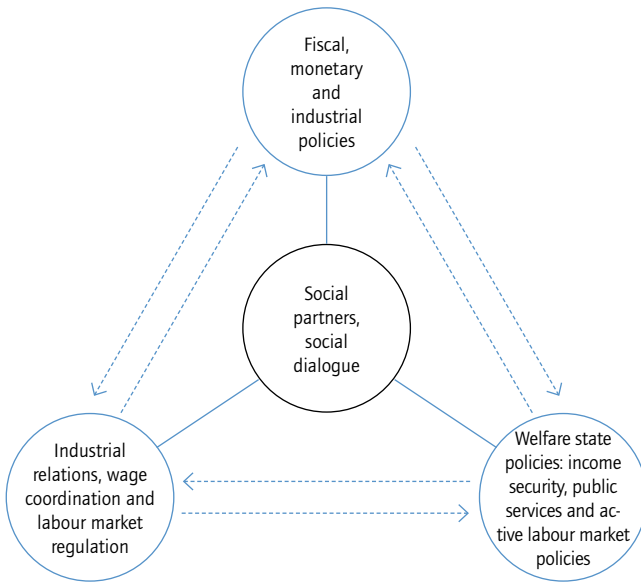 Fiscal,
monetary
and
industrial
policies
Social
partners,
social
dialogue
Industrial
relations, wage
coordination and
labour market
regulation
Welfare state
policies: income
security, public
services and ac-
tive labour market
policies